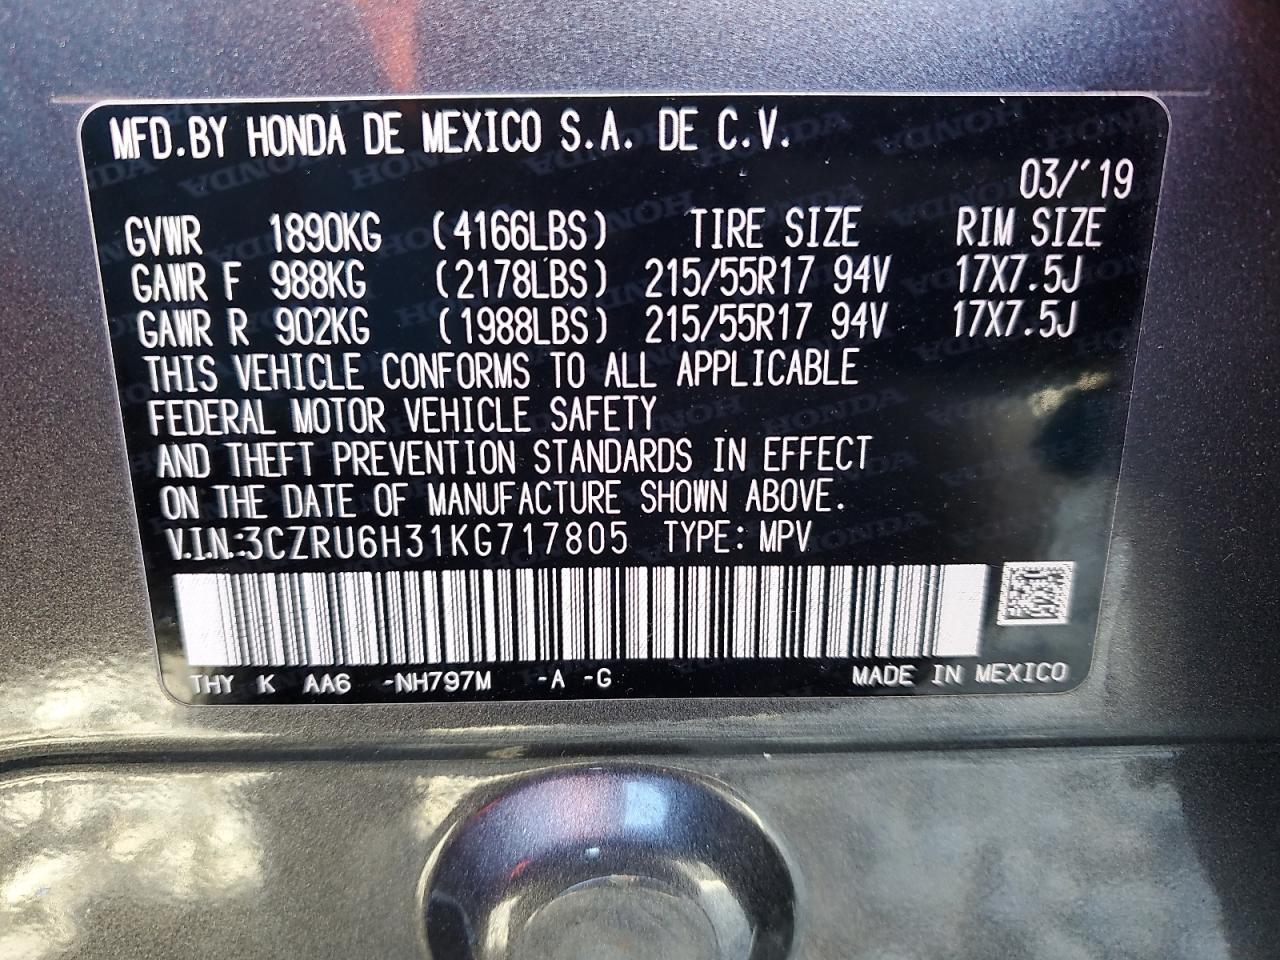 MFD.BY HONDA DE MEXICO S.A. DE C.V.
03/'19
GVWR 1890KG (4166LBS) TIRE SIZE RIM SIZE
GAWR F 988KG (2178LBS) 215/55R17 94V 17X7.5J
GAWR R 902KG (1988LBS) 215/55R17 94V 17X7.5J
THIS VEHICLE CONFORMS TO ALL APPLICABLE
FEDERAL MOTOR VEHICLE SAFETY
AND THEFT PREVENTION STANDARDS IN EFFECT
ON THE DATE OF MANUFACTURE SHOWN ABOVE.
V.I.N.:3CZRU6H31KG717805 TYPE: MPV
THY K AA6 -NH797M -A -G MADE IN MEXICO